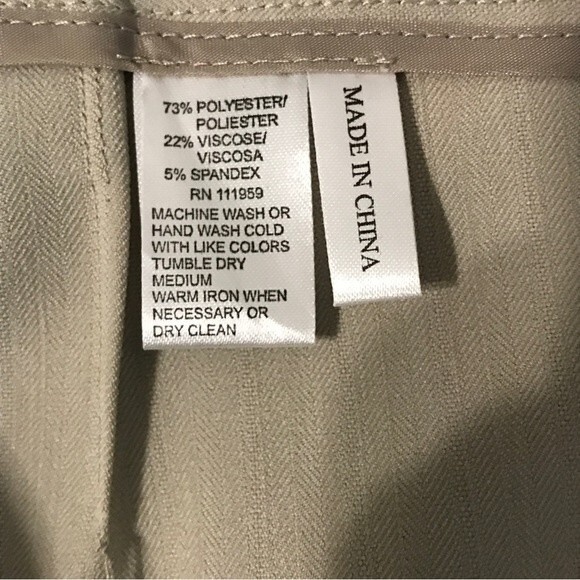 73% POLYESTER/
POLIESTER
22% VISCOSE/
VISCOSA
5% SPANDEX
RN 111959
MACHINE WASH OR
HAND WASH COLD
WITH LIKE COLORS
TUMBLE DRY
MEDIUM
WARM IRON WHEN
NECESSARY OR
DRY CLEAN
MADE IN CHINA